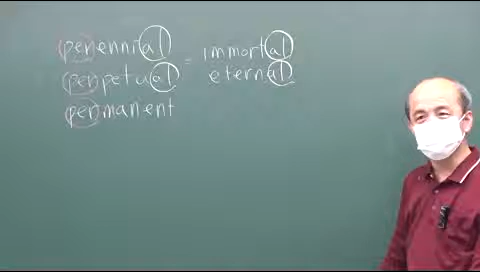 perennial = immortal
perpetual eternal
permanent